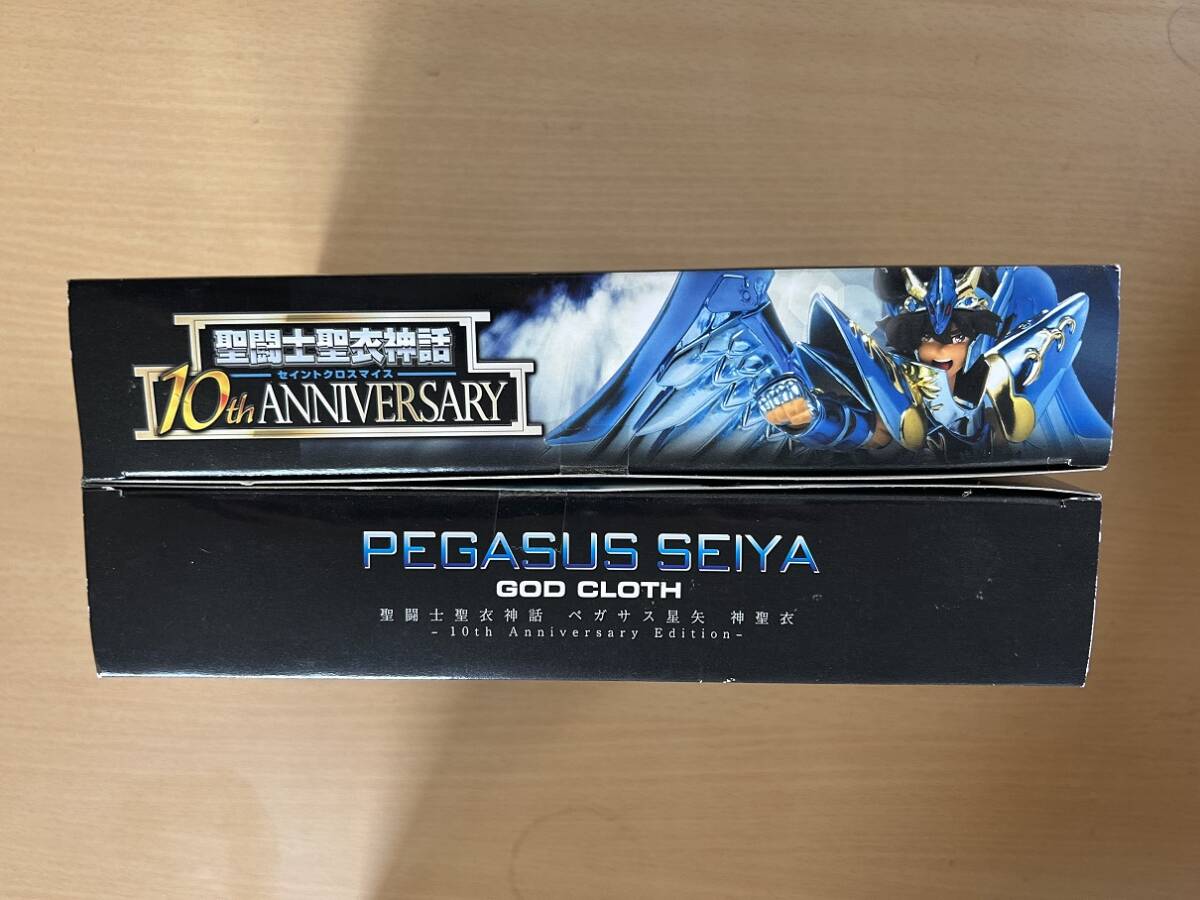 聖闘士聖衣神話
セイントクロスマイス
10th ANNIVERSARY
PEGASUS SEIYA
GOD CLOTH
聖闘士聖衣神話 ペガサス星矢 神聖衣
- 10th Anniversary Edition -